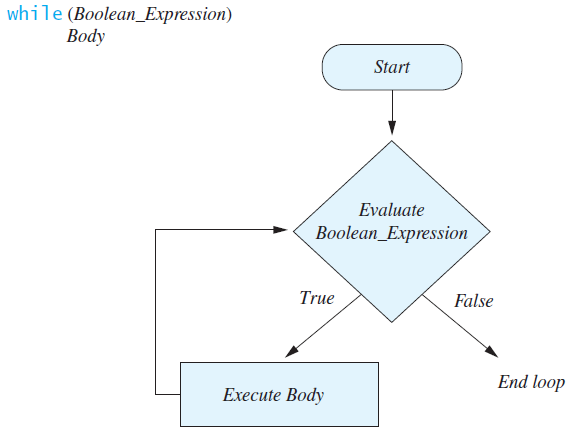 while (Boolean_Expression)
Body
Start
Evaluate
Boolean_Expression
True
False
Execute Body
End loop